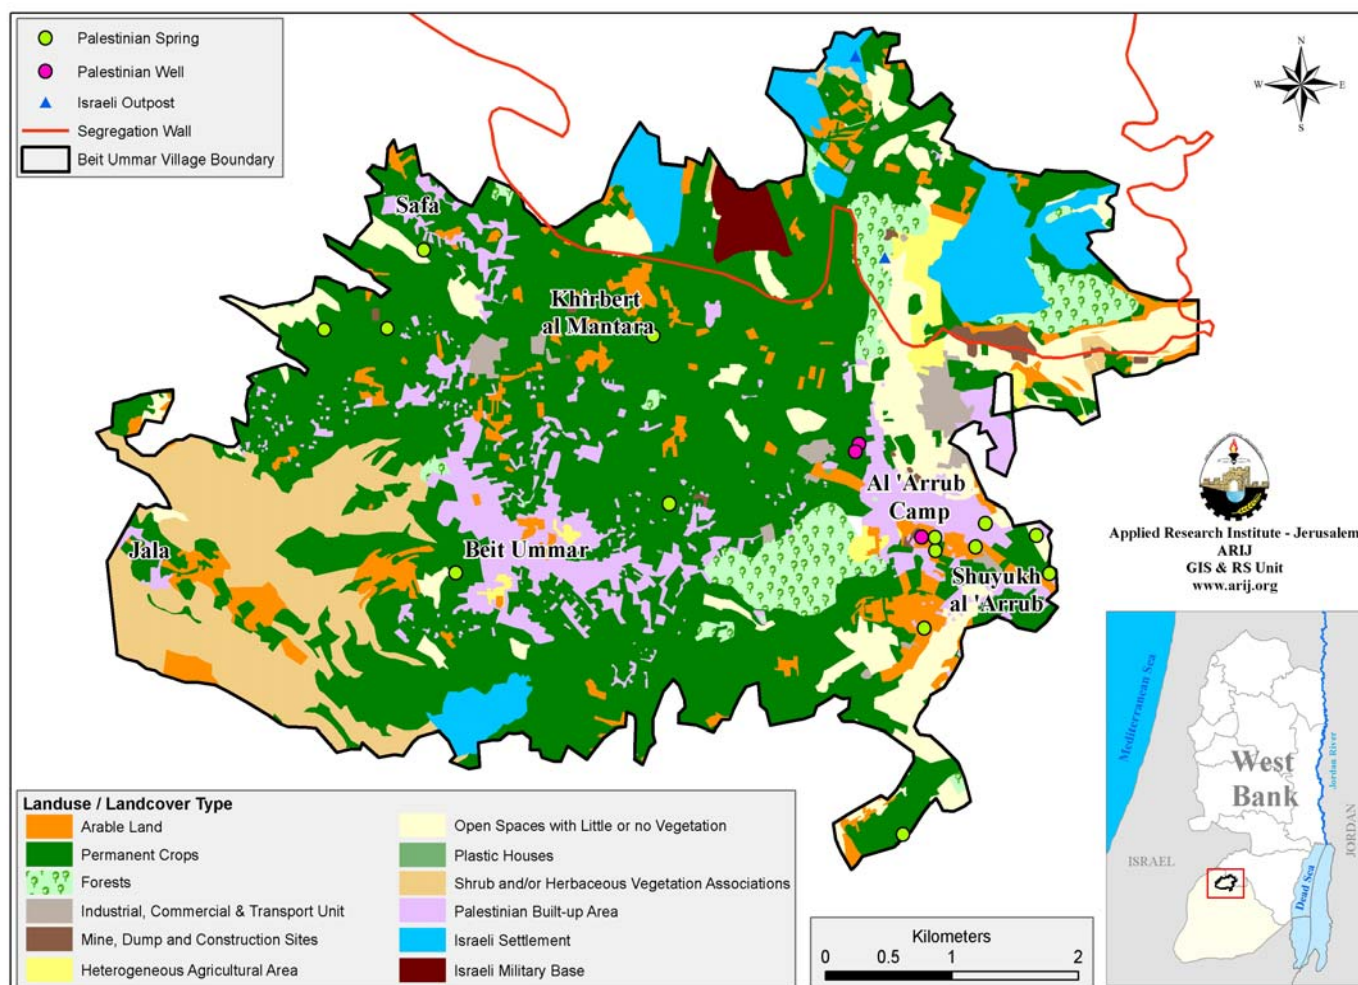 Palestinian Spring
Palestinian Well
Israeli Outpost
Segregation Wall
Beit Ummar Village Boundary
N
W
E
S
Safa
Khirbert
al Mantara
Al 'Arrub
Camp
Jala
Beit Ummar
Shuyukh
al 'Arrub
Applied Research Institute - Jerusalem
ARIJ
GIS & RS Unit
www.arij.org
Mediterranean Sea
West
Bank
Jordan River
ISRAEL
JORDAN
Dead Sea
Landuse / Landcover Type
Arable Land
Permanent Crops
Forests
Industrial, Commercial & Transport Unit
Mine, Dump and Construction Sites
Heterogeneous Agricultural Area
Open Spaces with Little or no Vegetation
Plastic Houses
Shrub and/or Herbaceous Vegetation Associations
Palestinian Built-up Area
Israeli Settlement
Israeli Military Base
Kilometers
0 0.5 1 2